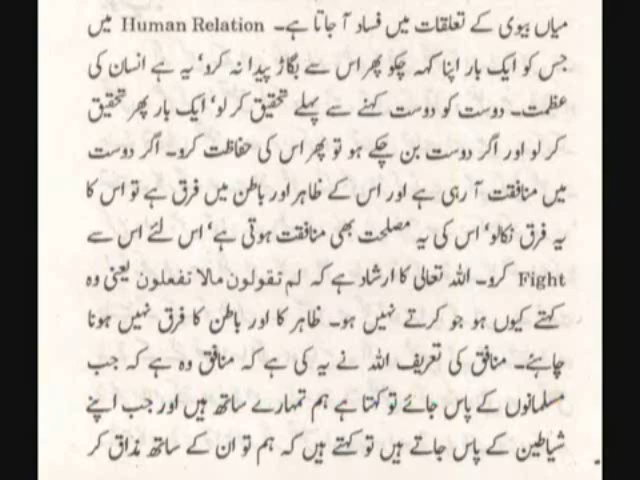 میاں بیوی کے تعلقات میں فساد آ جاتا ہے۔ Human Relation میں
جس کو ایک بار اپنا کہہ چکو پھر اس سے بگاڑ پیدا نہ کرو‘ یہ ہے انسان کی
عظمت۔ دوست کو دوست کہنے سے پہلے تحقیق کر لو‘ ایک بار پھر تحقیق
کر لو اور اگر دوست بن چکے ہو تو پھر اس کی حفاظت کرو۔ اگر دوست
میں منافقت آ رہی ہے اور اس کے ظاہر اور باطن میں فرق ہے تو اس کا
یہ فرق نکالو‘ اس کی یہ مصلحت بھی منافقت ہوتی ہے‘ اس لئے اس سے
Fight کرو۔ اللہ تعالیٰ کا ارشاد ہے کہ لم تقولون مالا تفعلون یعنی وہ
کہتے کیوں ہو جو کرتے نہیں ہو۔ ظاہر کا اور باطن کا فرق نہیں ہونا
چاہئے۔ منافق کی تعریف اللہ نے یہ کی ہے کہ منافق وہ ہے کہ جب
مسلمانوں کے پاس جائے تو کہتا ہے ہم تمہارے ساتھ ہیں اور جب اپنے
شیاطین کے پاس جاتے ہیں تو کہتے ہیں کہ ہم تو ان کے ساتھ مذاق کر